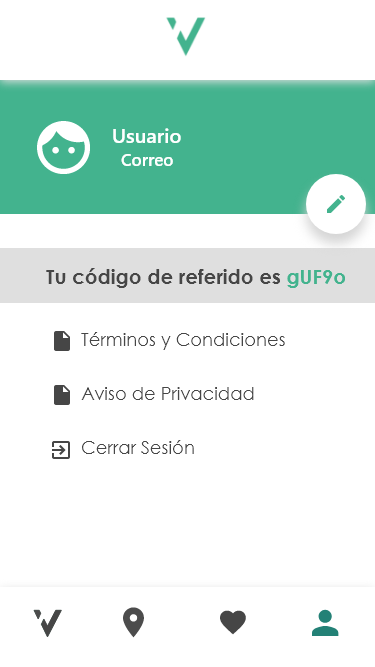 Usuario
Correo
Tu código de referido es gUF9o
Términos y Condiciones
Aviso de Privacidad
Cerrar Sesión